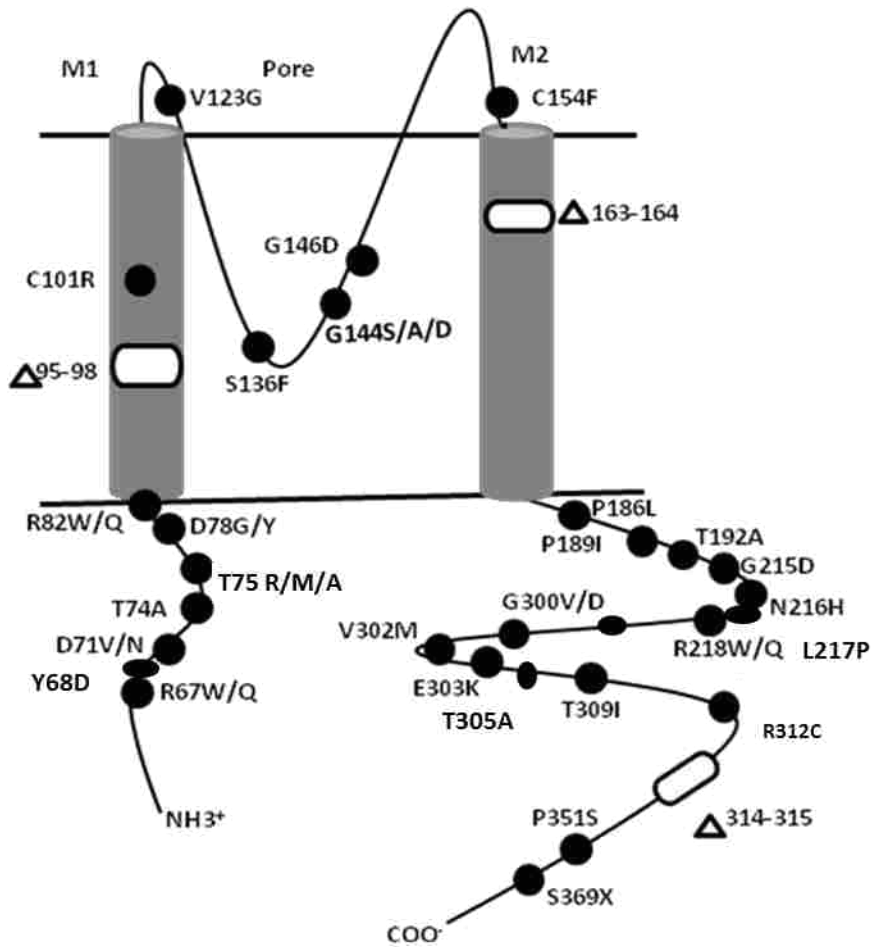 M1
Pore
M2
V123G
C154F
△ 163-164
G146D
C101R
G144S/A/D
△95-98
S136F
R82W/Q
D78G/Y
P186L
P189I
T192A
G215D
T75 R/M/A
T74A
G300V/D
N216H
V302M
D71V/N
R218W/Q
L217P
Y68D
R67W/Q
E303K
T305A
T309I
R312C
NH3+
P351S
△ 314-315
S369X
COO-